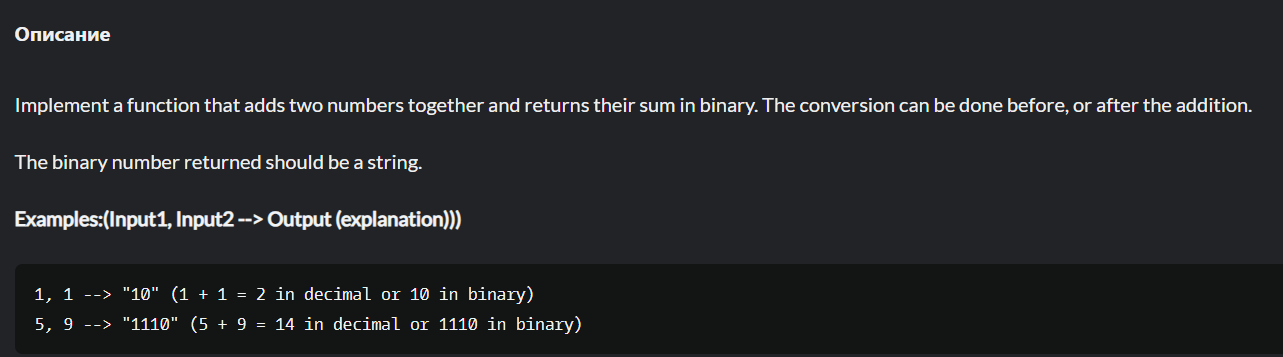 Описание
Implement a function that adds two numbers together and returns their sum in binary. The conversion can be done before, or after the addition.
The binary number returned should be a string.
Examples:(Input1, Input2 --> Output (explanation)))
1, 1 --> "10" (1 + 1 = 2 in decimal or 10 in binary)
5, 9 --> "1110" (5 + 9 = 14 in decimal or 1110 in binary)